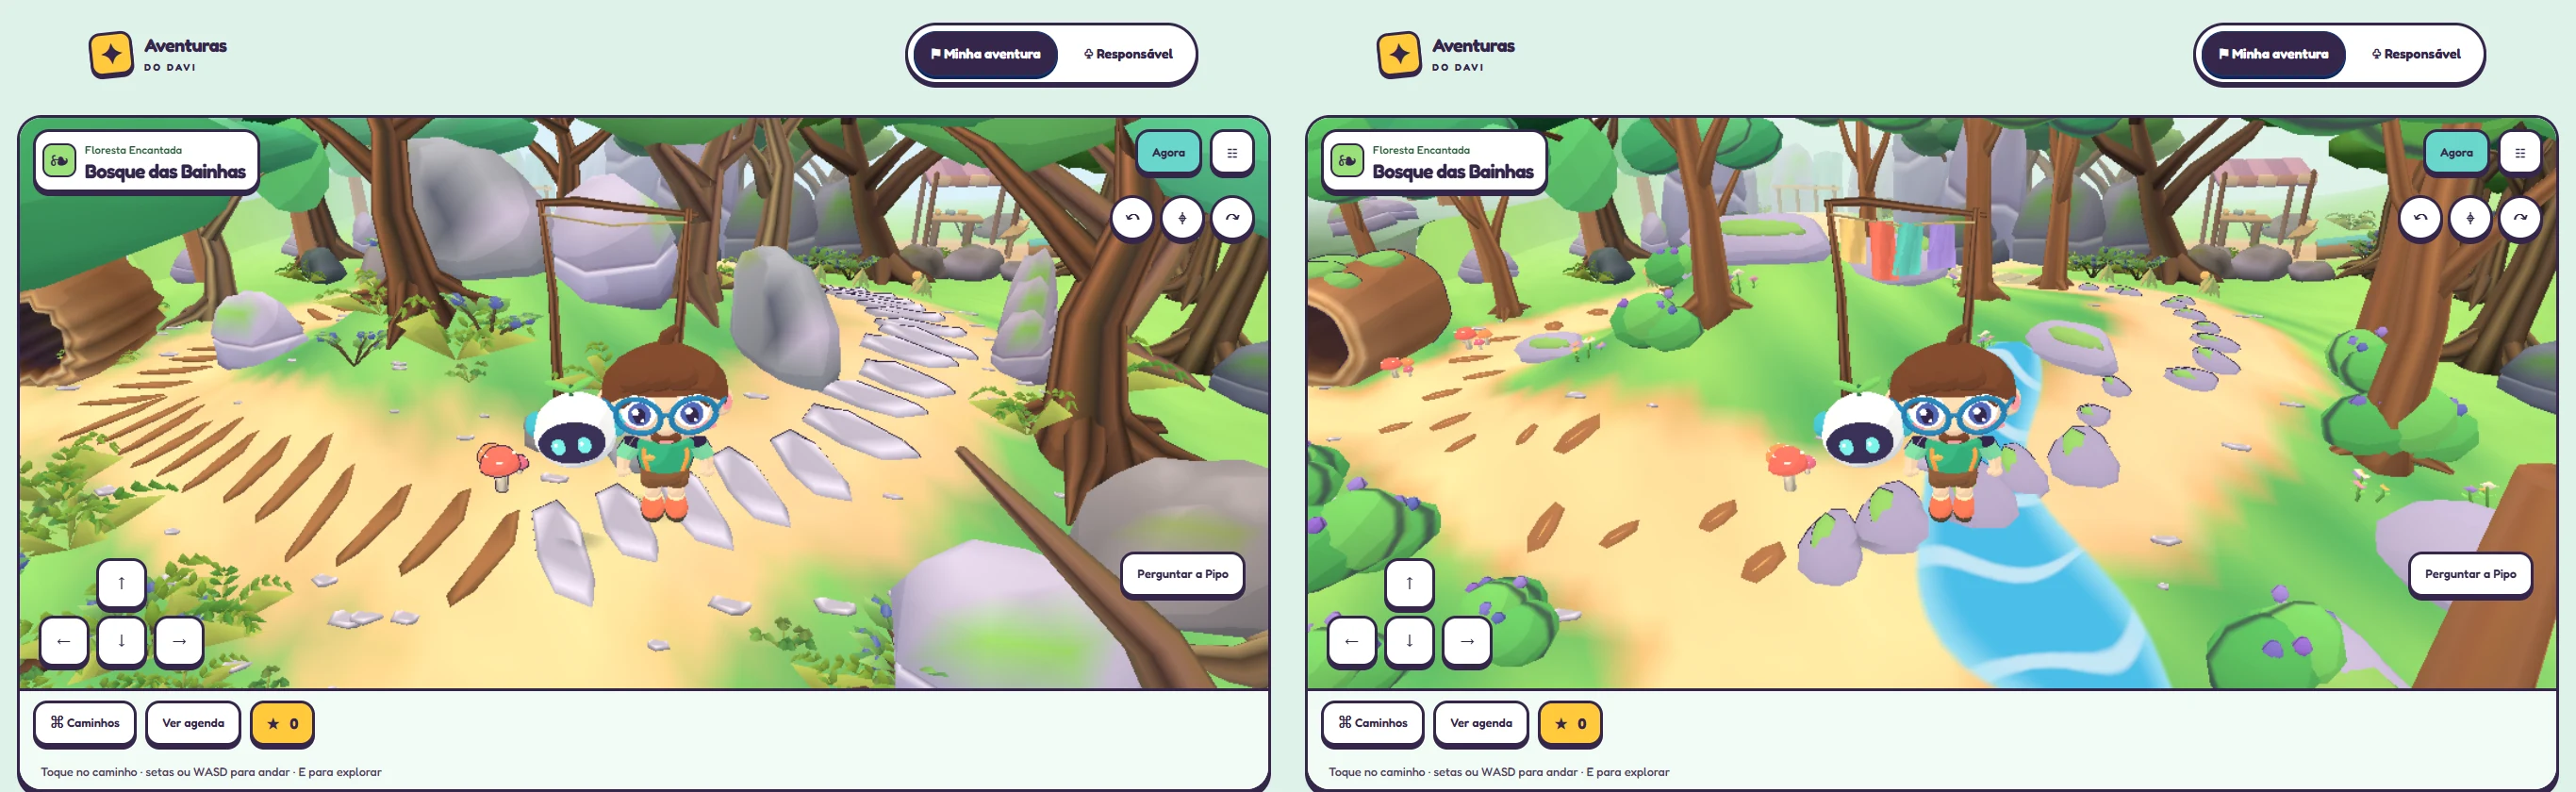 Aventuras
DO DAVI
Minha aventura
Responsável
Floresta Encantada
Bosque das Bainhas
Agora
Perguntar a Pipo
Caminhos
Ver agenda
★ 0
Toque no caminho · setas ou WASD para andar · E para explorar
Aventuras
DO DAVI
Minha aventura
Responsável
Floresta Encantada
Bosque das Bainhas
Agora
Perguntar a Pipo
Caminhos
Ver agenda
★ 0
Toque no caminho · setas ou WASD para andar · E para explorar